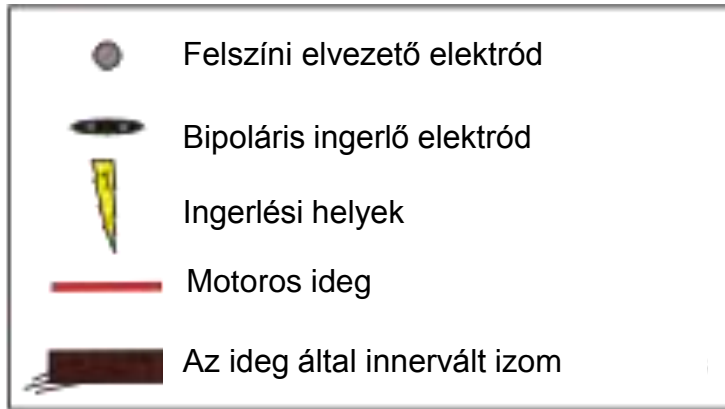 Felszíni elvezető elektród
Bipoláris ingerlő elektród
Ingerlési helyek
Motoros ideg
Az ideg által innervált izom